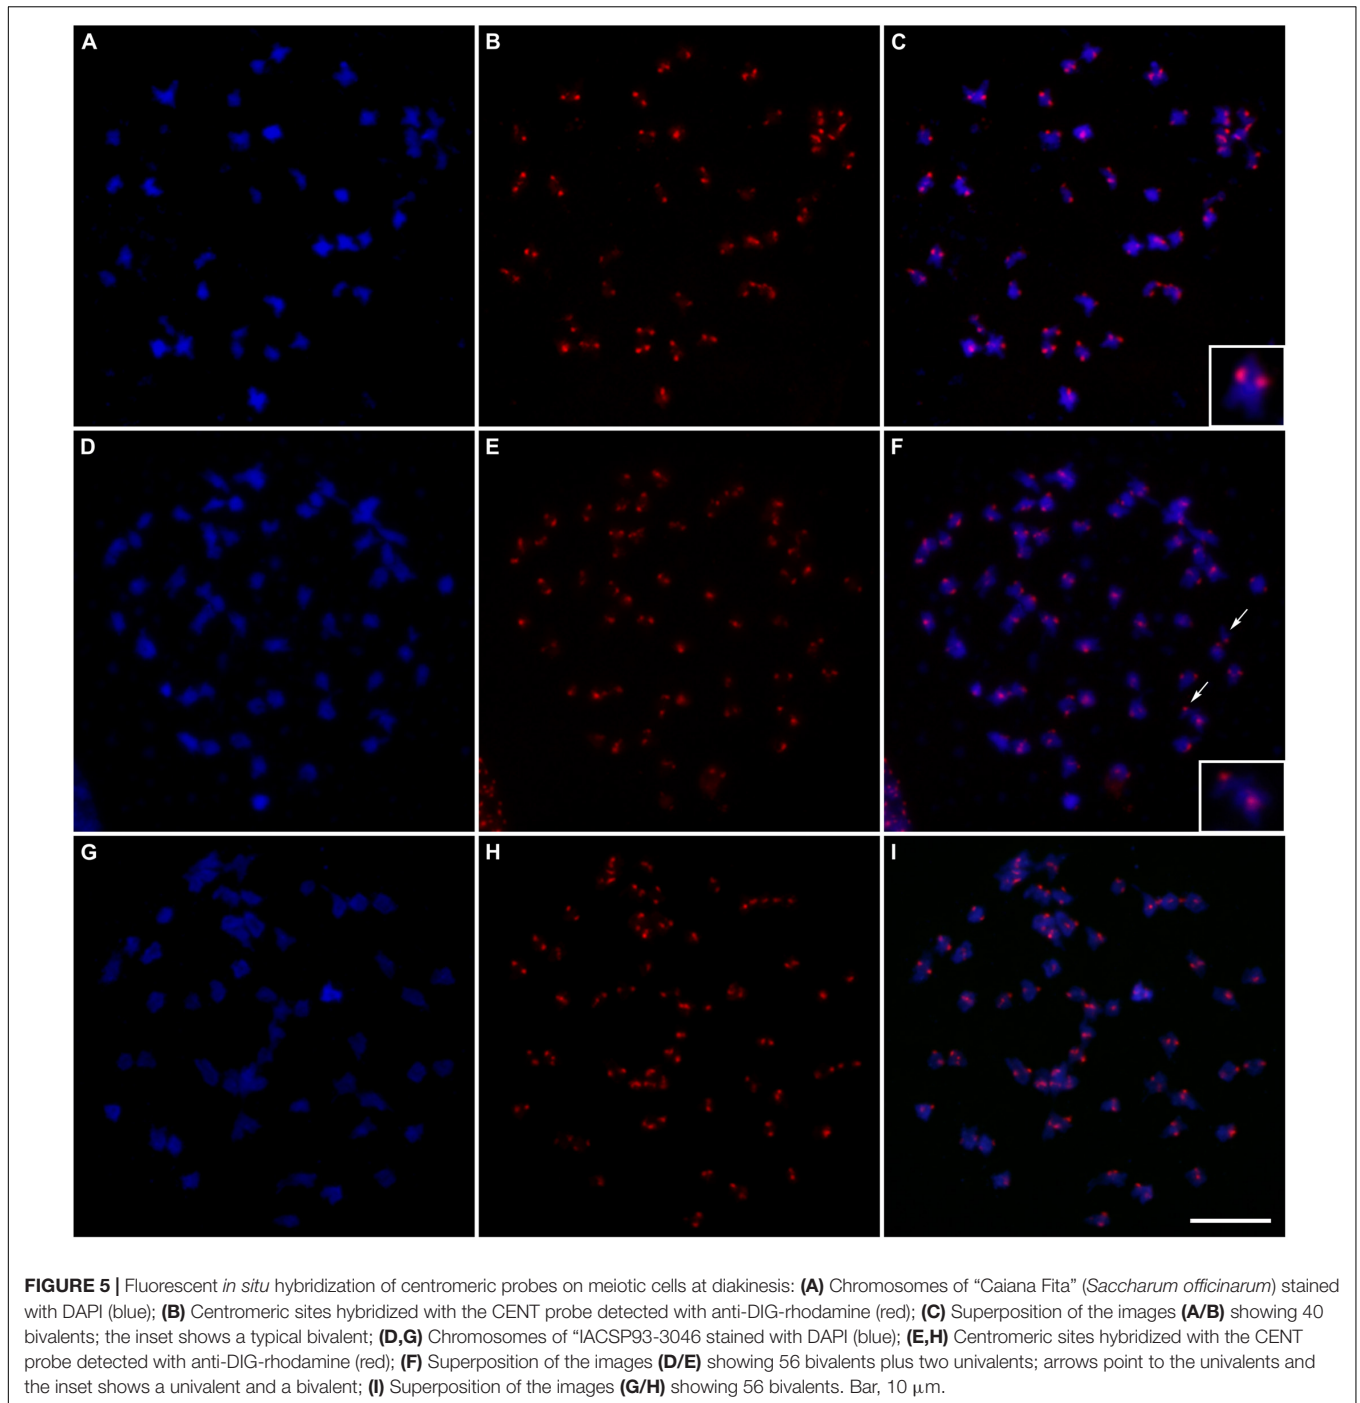 A
B
C
D
E
F
G
H
I
FIGURE 5 | Fluorescent in situ hybridization of centromeric probes on meiotic cells at diakinesis: (A) Chromosomes of “Caiana Fita” (Saccharum officinarum) stained
with DAPI (blue); (B) Centromeric sites hybridized with the CENT probe detected with anti-DIG-rhodamine (red); (C) Superposition of the images (A/B) showing 40
bivalents; the inset shows a typical bivalent; (D,G) Chromosomes of “IACSP93-3046 stained with DAPI (blue); (E,H) Centromeric sites hybridized with the CENT
probe detected with anti-DIG-rhodamine (red); (F) Superposition of the images (D/E) showing 56 bivalents plus two univalents; arrows point to the univalents and
the inset shows a univalent and a bivalent; (I) Superposition of the images (G/H) showing 56 bivalents. Bar, 10 μm.